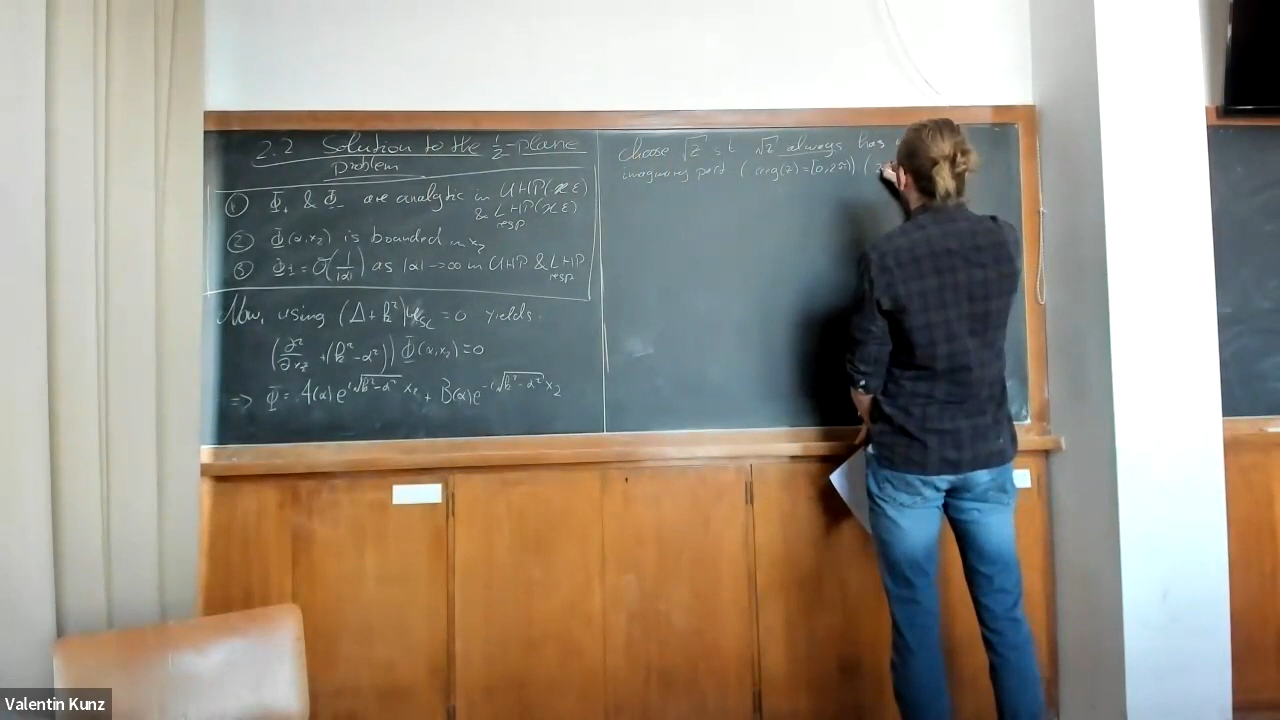 2.2 Solution to the ½-plane
problem
① Φ₊ & Φ₋ are analytic in UHP(κε)
& LHP(κε)
resp
② Φ(α,x₂) is bounded in x₂
③ Φ± = O(1/|α|) as |α| → ∞ in UHP & LHP
resp
Now, using (Δ+k²)ψsc = 0 yields.
(∂²/∂x₂² + (k²-α²)) Φ(α,x₂)=0
=> Φ = A(α)e^{i√(k²-α²) x₂} + B(α)e^{-i√(k²-α²) x₂}
choose √z s.t √z always has
imaginary part ( arg(z)=[0,2π)) (
Valentin Kunz